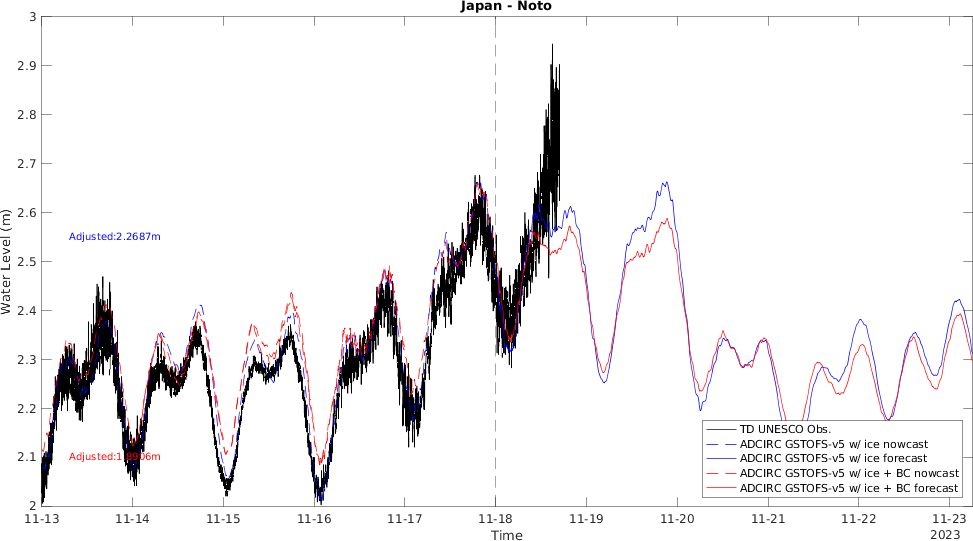 Japan - Noto
3
2.9
2.8
2.7
2.6
2.5
2.4
2.3
2.2
2.1
2
Water Level (m)
Adjusted:2.2687m
Adjusted:1.8906m
TD UNESCO Obs.
ADCIRC GSTOFS-v5 w/ ice nowcast
ADCIRC GSTOFS-v5 w/ ice forecast
ADCIRC GSTOFS-v5 w/ ice + BC nowcast
ADCIRC GSTOFS-v5 w/ ice + BC forecast
11-13 11-14 11-15 11-16 11-17 11-18 11-19 11-20 11-21 11-22 11-23
Time
2023